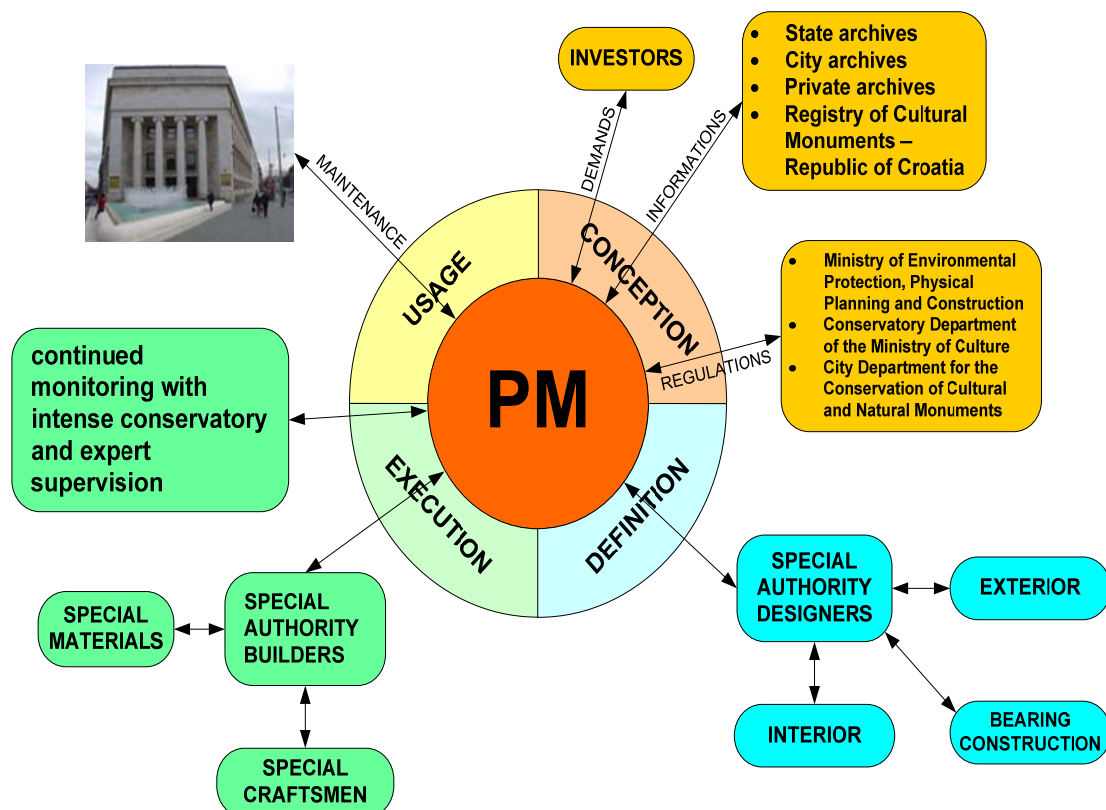 INVESTORS
• State archives
• City archives
• Private archives
• Registry of Cultural
Monuments –
Republic of Croatia
DEMANDS
INFORMATIONS
MAINTENANCE
USAGE
CONCEPTION
• Ministry of Environmental
Protection, Physical
Planning and Construction
• Conservatory Department
of the Ministry of Culture
• City Department for the
Conservation of Cultural
and Natural Monuments
REGULATIONS
continued
monitoring with
intense conservatory
and expert
supervision
PM
EXECUTION
DEFINITION
SPECIAL
AUTHORITY
DESIGNERS
EXTERIOR
SPECIAL
MATERIALS
SPECIAL
AUTHORITY
BUILDERS
INTERIOR
BEARING
CONSTRUCTION
SPECIAL
CRAFTSMEN